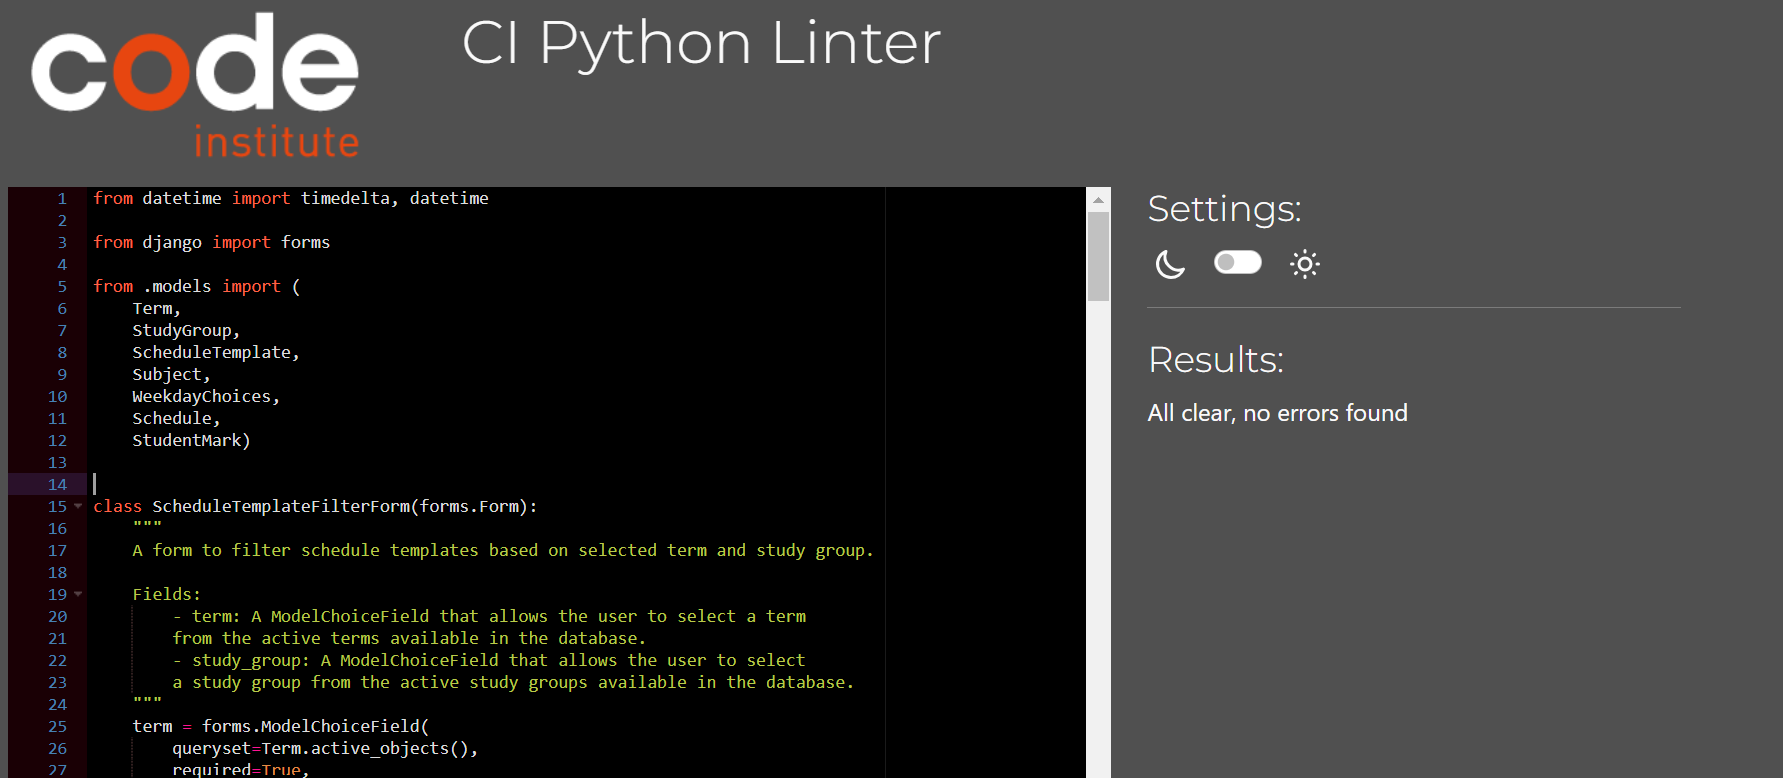 code
institute
CI Python Linter
1 from datetime import timedelta, datetime
2
3 from django import forms
4
5 from .models import (
6     Term,
7     StudyGroup,
8     ScheduleTemplate,
9     Subject,
10     WeekdayChoices,
11     Schedule,
12     StudentMark)
13
14
15 class ScheduleTemplateFilterForm(forms.Form):
16     """
17     A form to filter schedule templates based on selected term and study group.
18
19     Fields:
20         - term: A ModelChoiceField that allows the user to select a term
21         from the active terms available in the database.
22         - study_group: A ModelChoiceField that allows the user to select
23         a study group from the active study groups available in the database.
24     """
25     term = forms.ModelChoiceField(
26         queryset=Term.active_objects(),
27         required=True,
Settings:
Results:
All clear, no errors found